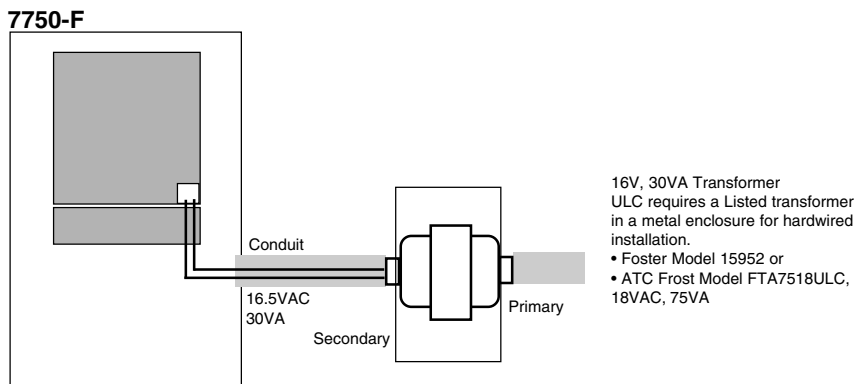 7750-F
Conduit
16.5VAC
30VA
Secondary
Primary
16V, 30VA Transformer
ULC requires a Listed transformer
in a metal enclosure for hardwired
installation.
• Foster Model 15952 or
• ATC Frost Model FTA7518ULC,
18VAC, 75VA